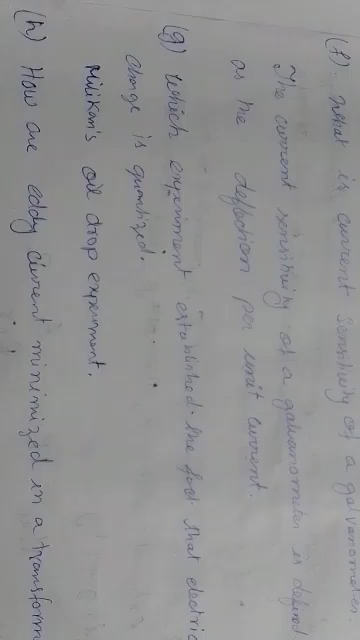 (f) What is current sensitivity of a galvanometer.
The current sensitivity of a galvanometer is defined
as the deflection per unit current.
(g) Which experiment established the fact that electric
charge is quantized.
Milikan's oil drop experiment.
(h) How are eddy current minimized in a transform